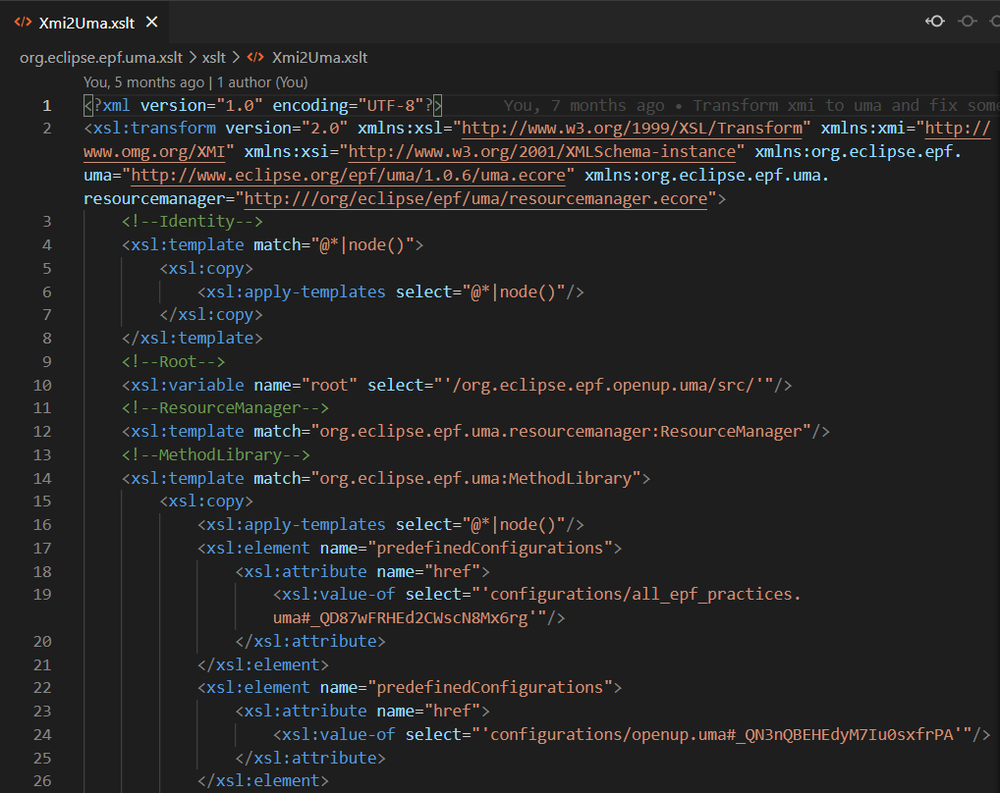 </> Xmi2Uma.xslt ×
org.eclipse.epf.uma.xslt > xslt > </> Xmi2Uma.xslt
You, 5 months ago | 1 author (You)
1 <?xml version="1.0" encoding="UTF-8"?> You, 7 months ago • Transform xmi to uma and fix some
2 <xsl:transform version="2.0" xmlns:xsl="http://www.w3.org/1999/XSL/Transform" xmlns:xmi="http://
www.omg.org/XMI" xmlns:xsi="http://www.w3.org/2001/XMLSchema-instance" xmlns:org.eclipse.epf.
uma="http://www.eclipse.org/epf/uma/1.0.6/uma.ecore" xmlns:org.eclipse.epf.uma.
resourcemanager="http:///org/eclipse/epf/uma/resourcemanager.ecore">
3 <!--Identity-->
4 <xsl:template match="@*|node()">
5 <xsl:copy>
6 <xsl:apply-templates select="@*|node()"/>
7 </xsl:copy>
8 </xsl:template>
9 <!--Root-->
10 <xsl:variable name="root" select="'/org.eclipse.epf.openup.uma/src/'"/>
11 <!--ResourceManager-->
12 <xsl:template match="org.eclipse.epf.uma.resourcemanager:ResourceManager"/>
13 <!--MethodLibrary-->
14 <xsl:template match="org.eclipse.epf.uma:MethodLibrary">
15 <xsl:copy>
16 <xsl:apply-templates select="@*|node()"/>
17 <xsl:element name="predefinedConfigurations">
18 <xsl:attribute name="href">
19 <xsl:value-of select="'configurations/all_epf_practices.
uma#_QD87wFRHEd2CWscN8Mx6rg'"/>
20 </xsl:attribute>
21 </xsl:element>
22 <xsl:element name="predefinedConfigurations">
23 <xsl:attribute name="href">
24 <xsl:value-of select="'configurations/openup.uma#_QN3nQBEHEdyM7Iu0sxfrPA'"/>
25 </xsl:attribute>
26 </xsl:element>